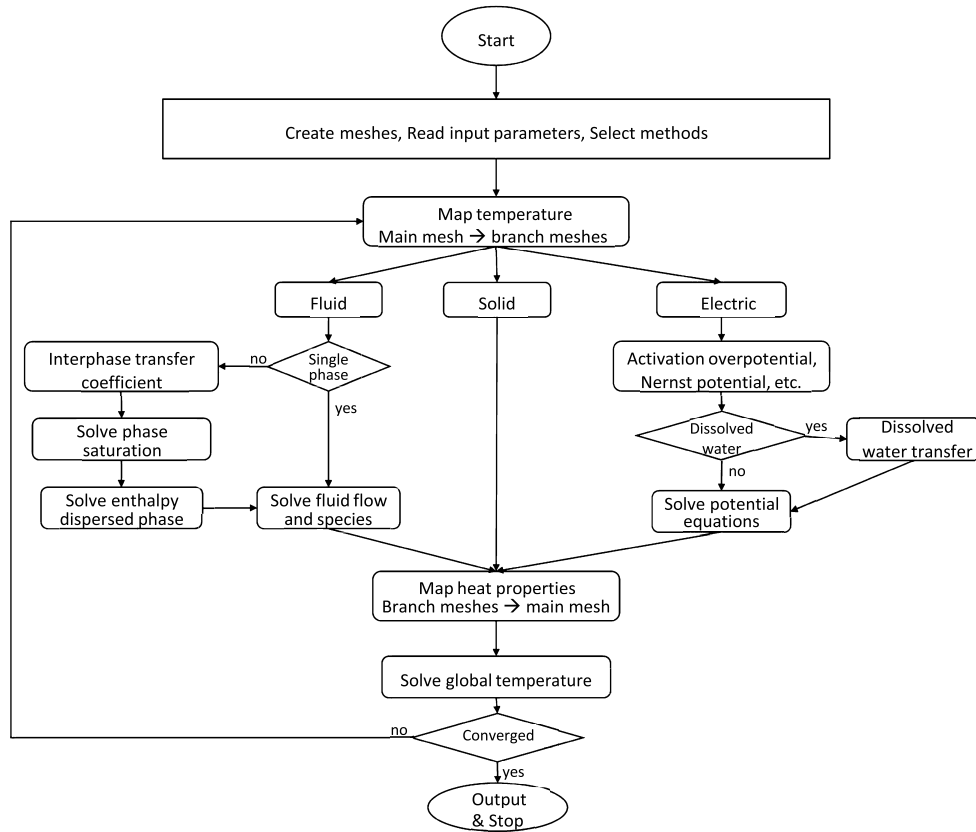 Start
Create meshes, Read input parameters, Select methods
Map temperature
Main mesh → branch meshes
Fluid
Solid
Electric
Single
phase
no
yes
Interphase transfer
coefficient
Solve phase
saturation
Solve enthalpy
dispersed phase
Solve fluid flow
and species
Activation overpotential,
Nernst potential, etc.
Dissolved
water
yes
no
Dissolved
water transfer
Solve potential
equations
Map heat properties
Branch meshes → main mesh
Solve global temperature
Converged
no
yes
Output
& Stop